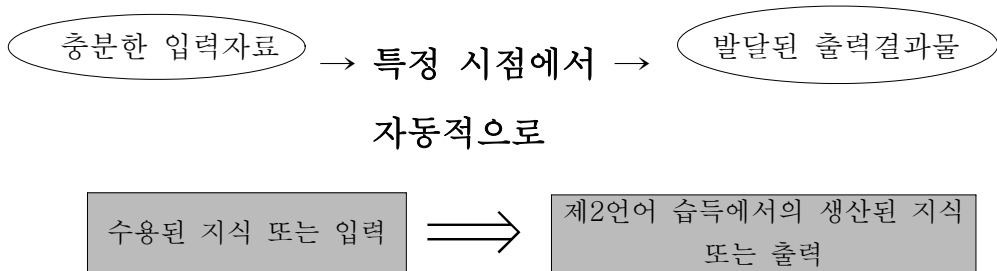 충분한 입력자료 → 특정 시점에서 → 발달된 출력결과물
자동적으로
수용된 지식 또는 입력
제2언어 습득에서의 생산된 지식
또는 출력